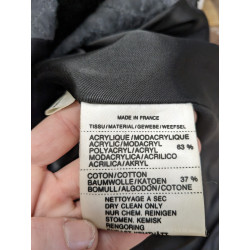 MADE IN FRANCE
TISSU/MATERIAL/GEWEBE/WEEFSEL
ACRYLIQUE/MODACRYLIQUE
ACRYLIC/MODACRYL
POLYACRYL/ACRYL 63 %
MODACRYLICA/ACRILICO
ACRILICA/AKRYL
COTON/COTTON
BAUMWOLLE/KATOEN 37 %
BOMULL/ALGODON/COTONE
NETTOYAGE A SEC
DRY CLEAN ONLY
NUR CHEM. REINIGEN
STOMEN. KEMISK
RENGORING